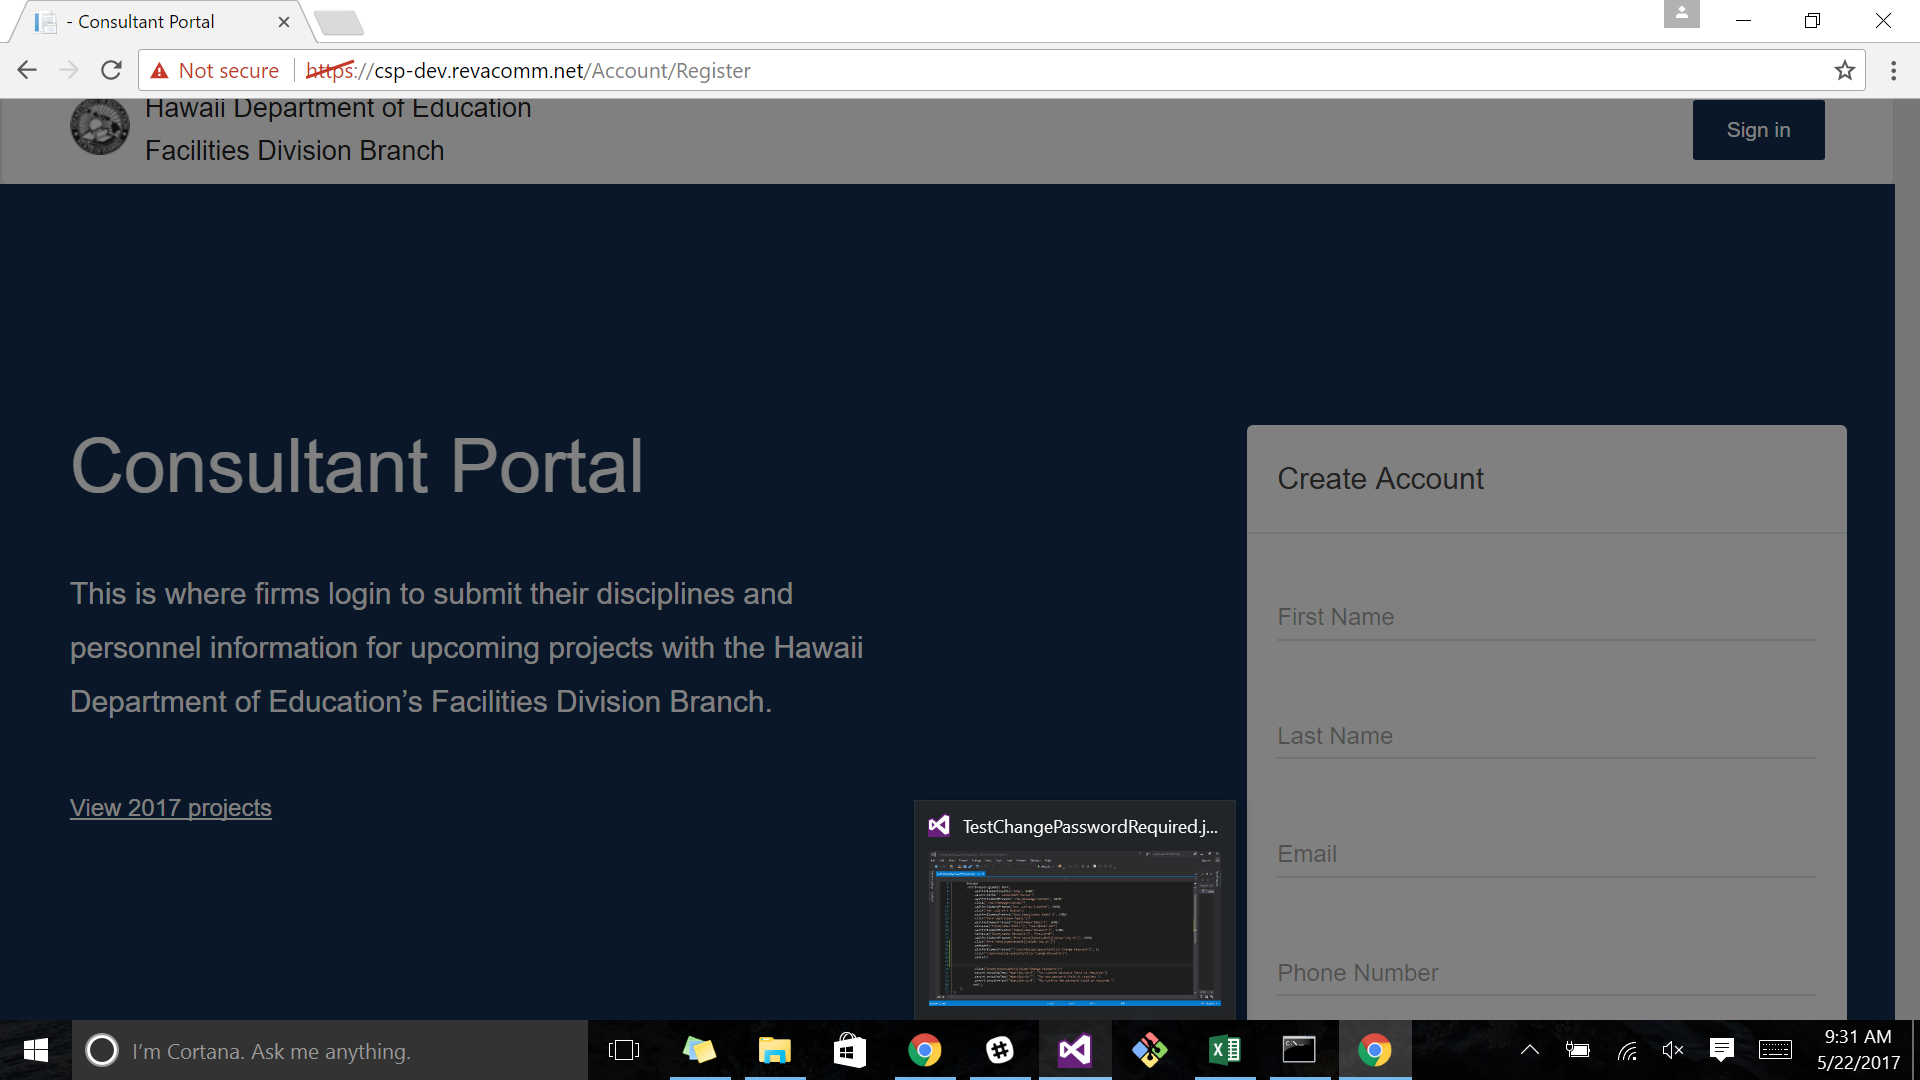 - Consultant Portal
Not secure
https://csp-dev.revacomm.net/Account/Register
Hawaii Department of Education
Facilities Division Branch
Sign in
Consultant Portal
This is where firms login to submit their disciplines and
personnel information for upcoming projects with the Hawaii
Department of Education’s Facilities Division Branch.
View 2017 projects
Create Account
First Name
Last Name
Email
Phone Number
TestChangePasswordRequired.j...
I'm Cortana. Ask me anything.
9:31 AM
5/22/2017